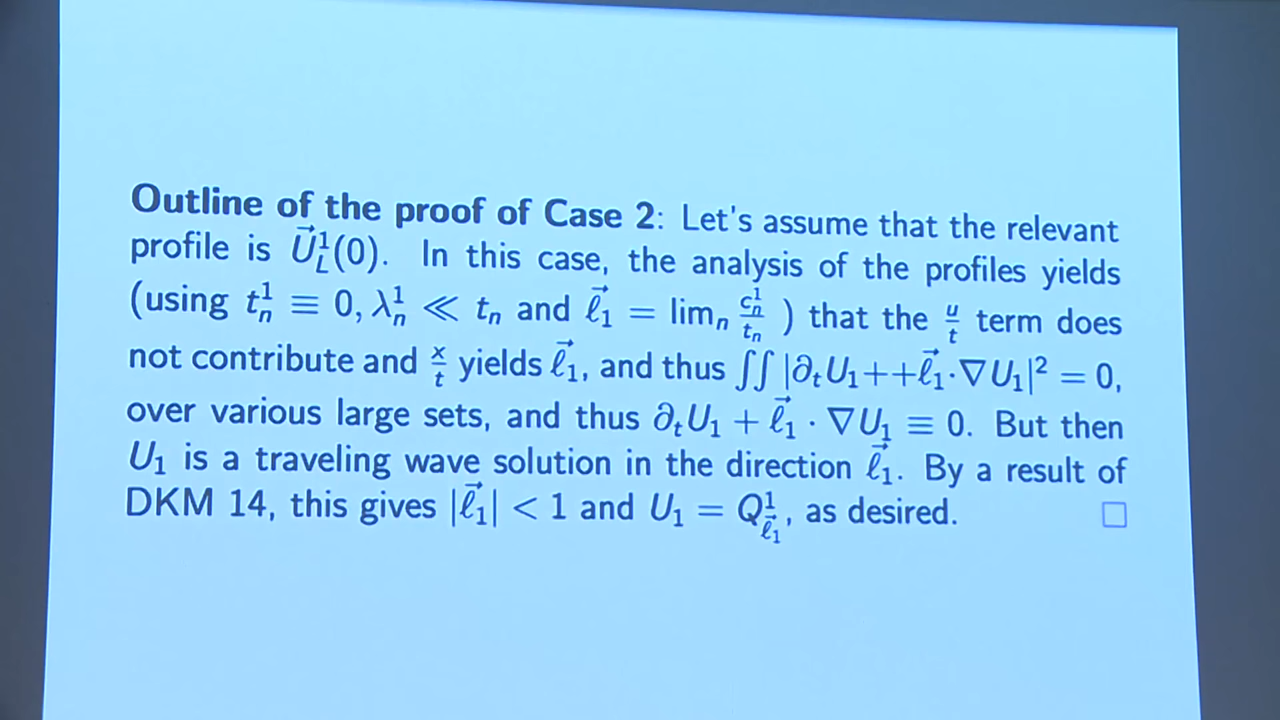 Outline of the proof of Case 2: Let's assume that the relevant
profile is $\vec{U}_L^1(0)$. In this case, the analysis of the profiles yields
(using $t_n^1 \equiv 0, \lambda_n^1 \ll t_n$ and $\vec{\ell}_1 = \lim_n \frac{c_n^1}{t_n}$ ) that the $\frac{u}{t}$ term does
not contribute and $\frac{x}{t}$ yields $\vec{\ell}_1$, and thus $\iint |\partial_t U_1++\vec{\ell}_1 \cdot \nabla U_1|^2 = 0$,
over various large sets, and thus $\partial_t U_1 + \vec{\ell}_1 \cdot \nabla U_1 \equiv 0$. But then
$U_1$ is a traveling wave solution in the direction $\vec{\ell}_1$. By a result of
DKM 14, this gives $|\vec{\ell}_1| < 1$ and $U_1 = Q_{\vec{\ell}_1}^1$, as desired. □